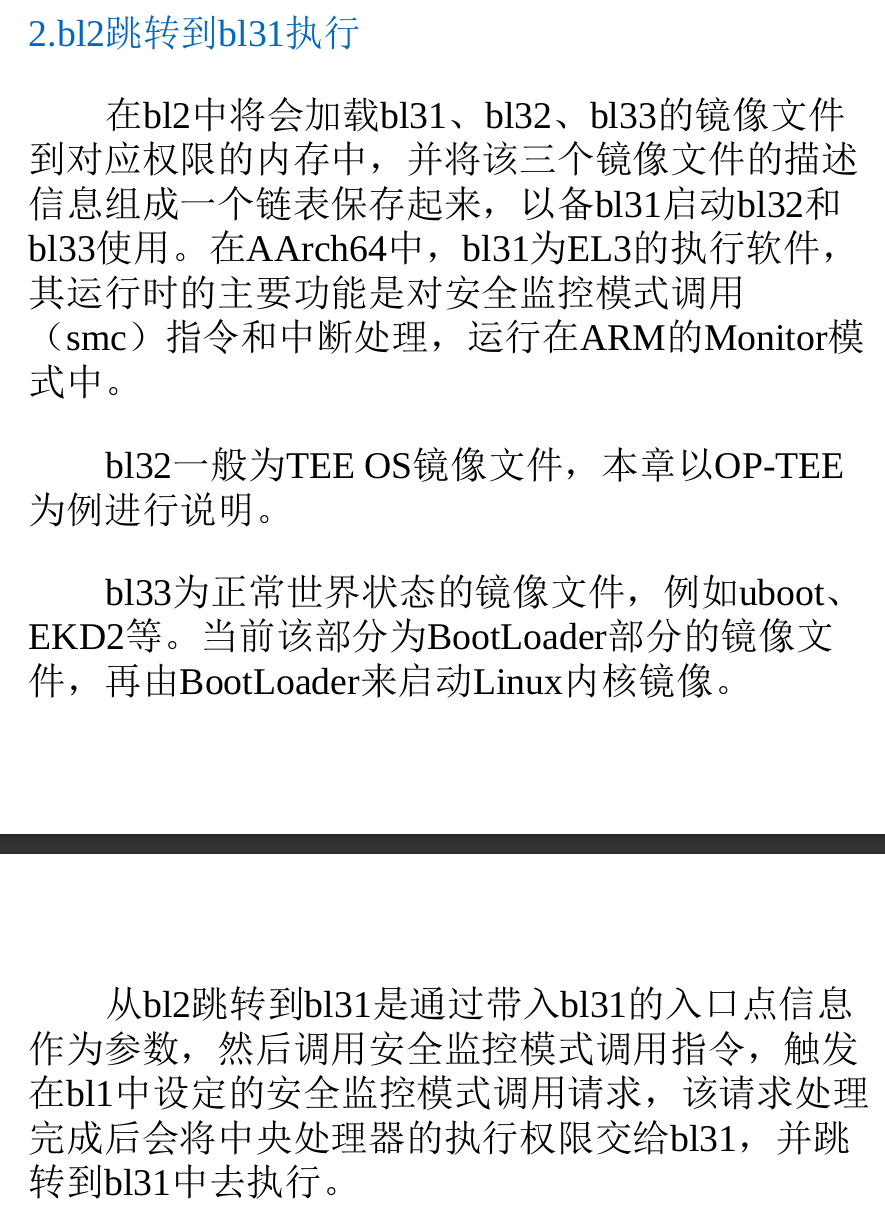 2.bl2跳转到bl31执行
在bl2中将会加载bl31、bl32、bl33的镜像文件
到对应权限的内存中，并将该三个镜像文件的描述
信息组成一个链表保存起来，以备bl31启动bl32和
bl33使用。在AArch64中，bl31为EL3的执行软件，
其运行时的主要功能是对安全监控模式调用
（smc）指令和中断处理，运行在ARM的Monitor模
式中。
bl32一般为TEE OS镜像文件，本章以OP-TEE
为例进行说明。
bl33为正常世界状态的镜像文件，例如uboot、
EKD2等。当前该部分为BootLoader部分的镜像文
件，再由BootLoader来启动Linux内核镜像。
从bl2跳转到bl31是通过带入bl31的入口点信息
作为参数，然后调用安全监控模式调用指令，触发
在bl1中设定的安全监控模式调用请求，该请求处理
完成后会将中央处理器的执行权限交给bl31，并跳
转到bl31中去执行。